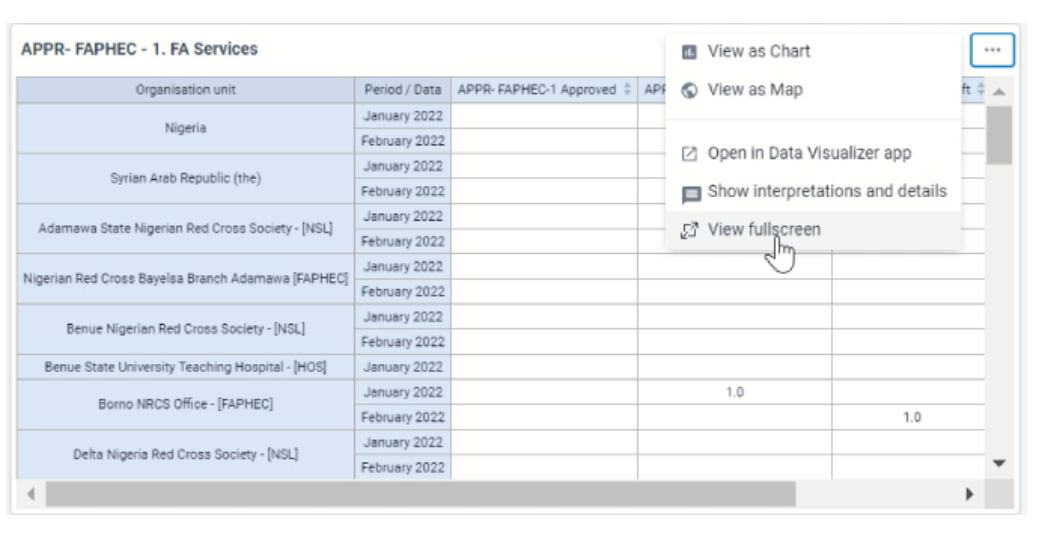 APPR- FAPHEC - 1. FA Services
View as Chart
View as Map
Open in Data Visualizer app
Show interpretations and details
View fullscreen
Organisation unit Period / Data APPR- FAPHEC-1 Approved
Nigeria
January 2022
February 2022
Syrian Arab Republic (the)
January 2022
February 2022
Adamawa State Nigerian Red Cross Society - [NSL]
January 2022
February 2022
Nigerian Red Cross Bayelsa Branch Adamawa [FAPHEC]
January 2022
February 2022
Benue Nigerian Red Cross Society - [NSL]
January 2022
February 2022
Benue State University Teaching Hospital - [HOS] January 2022
Borno NRCS Office - [FAPHEC]
January 2022 1.0
February 2022 1.0
Delta Nigeria Red Cross Society - [NSL]
January 2022
February 2022